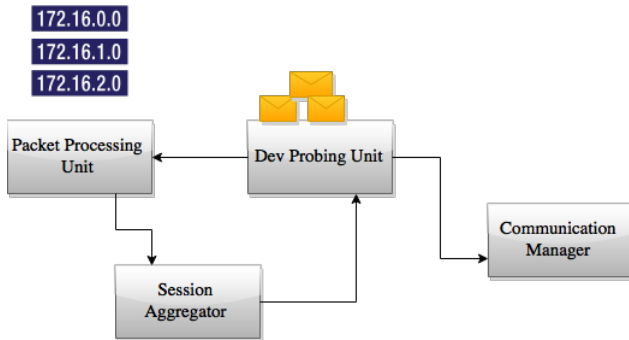 172.16.0.0
172.16.1.0
172.16.2.0
Packet Processing
Unit
Dev Probing Unit
Communication
Manager
Session
Aggregator